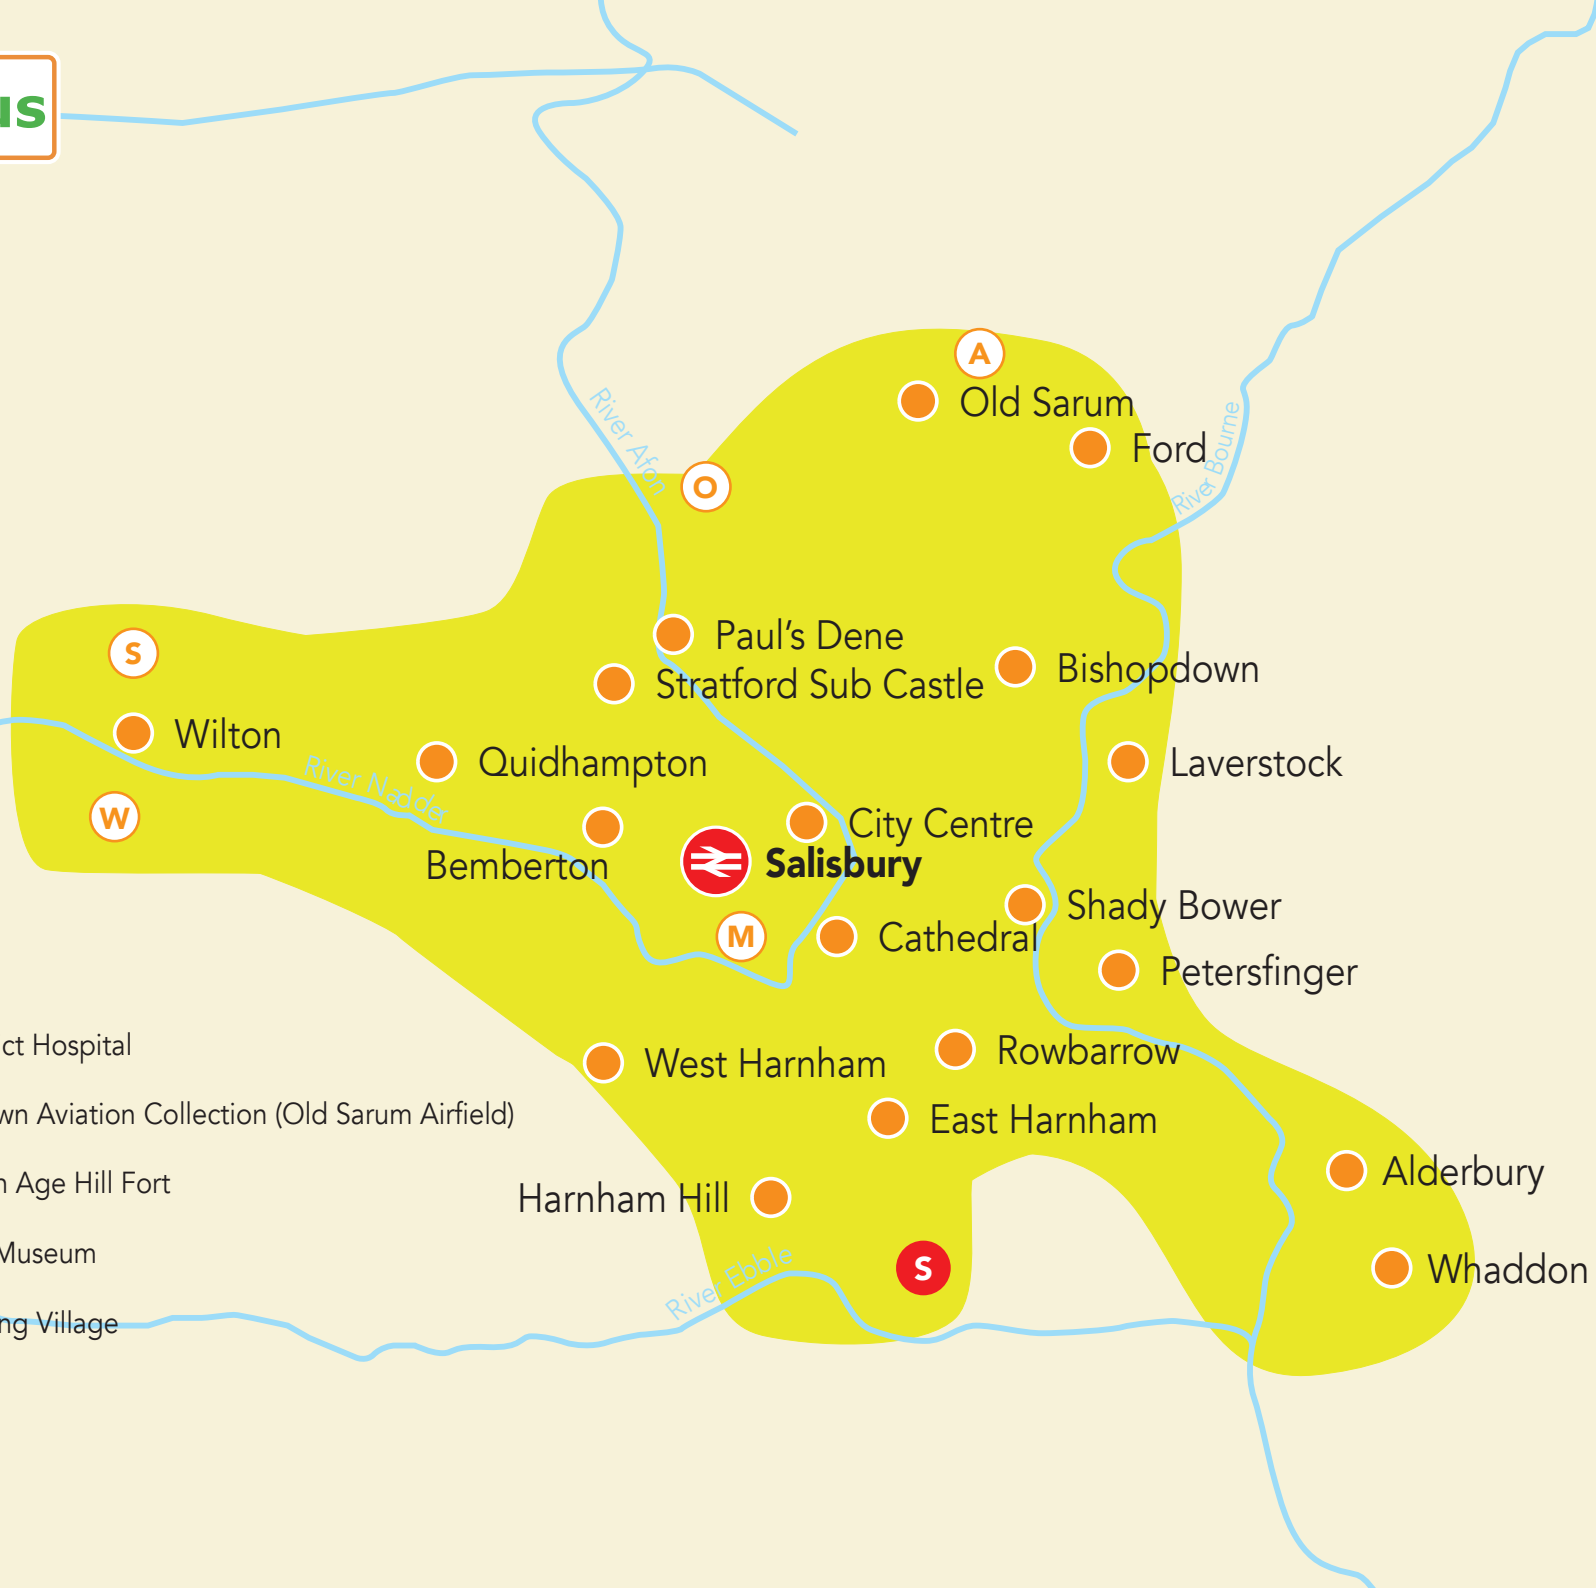 us
A
Old Sarum
Ford
River Afon
River Bourne
O
Paul's Dene
S
Bishopdown
Stratford Sub Castle
Wilton
Quidhampton
Laverstock
River Nadder
W
City Centre
Bemberton
Salisbury
Shady Bower
M
Cathedral
Petersfinger
ct Hospital
West Harnham
Rowbarrow
wn Aviation Collection (Old Sarum Airfield)
East Harnham
n Age Hill Fort
Alderbury
Harnham Hill
Museum
River Ebble
S
Whaddon
ng Village